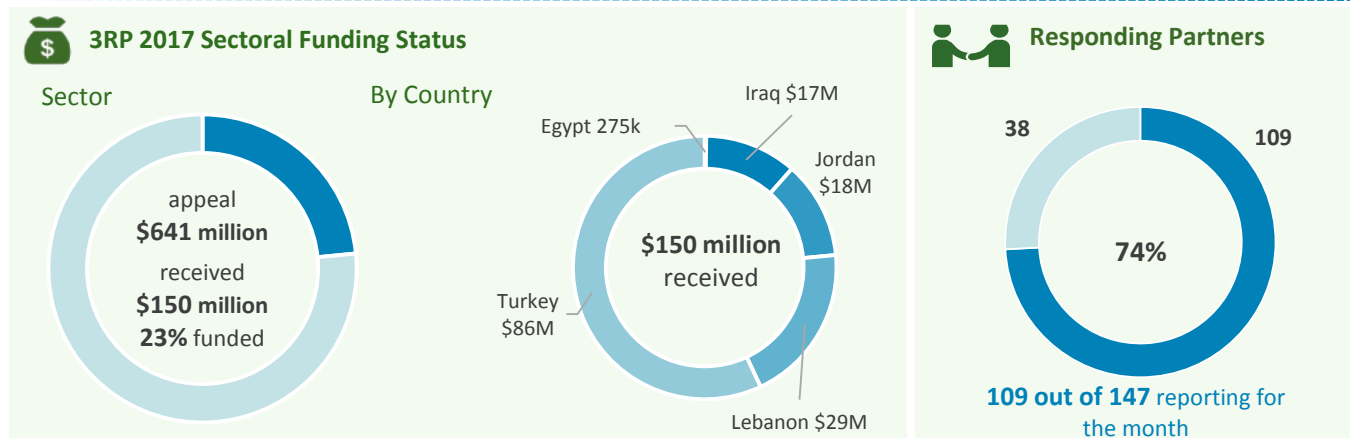 $
3RP 2017 Sectoral Funding Status
Sector
appeal
$641 million
received
$150 million
23% funded
By Country
Egypt 275k
Iraq $17M
Jordan
$18M
$150 million
received
Turkey
$86M
Lebanon $29M
Responding Partners
38
109
74%
109 out of 147 reporting for
the month